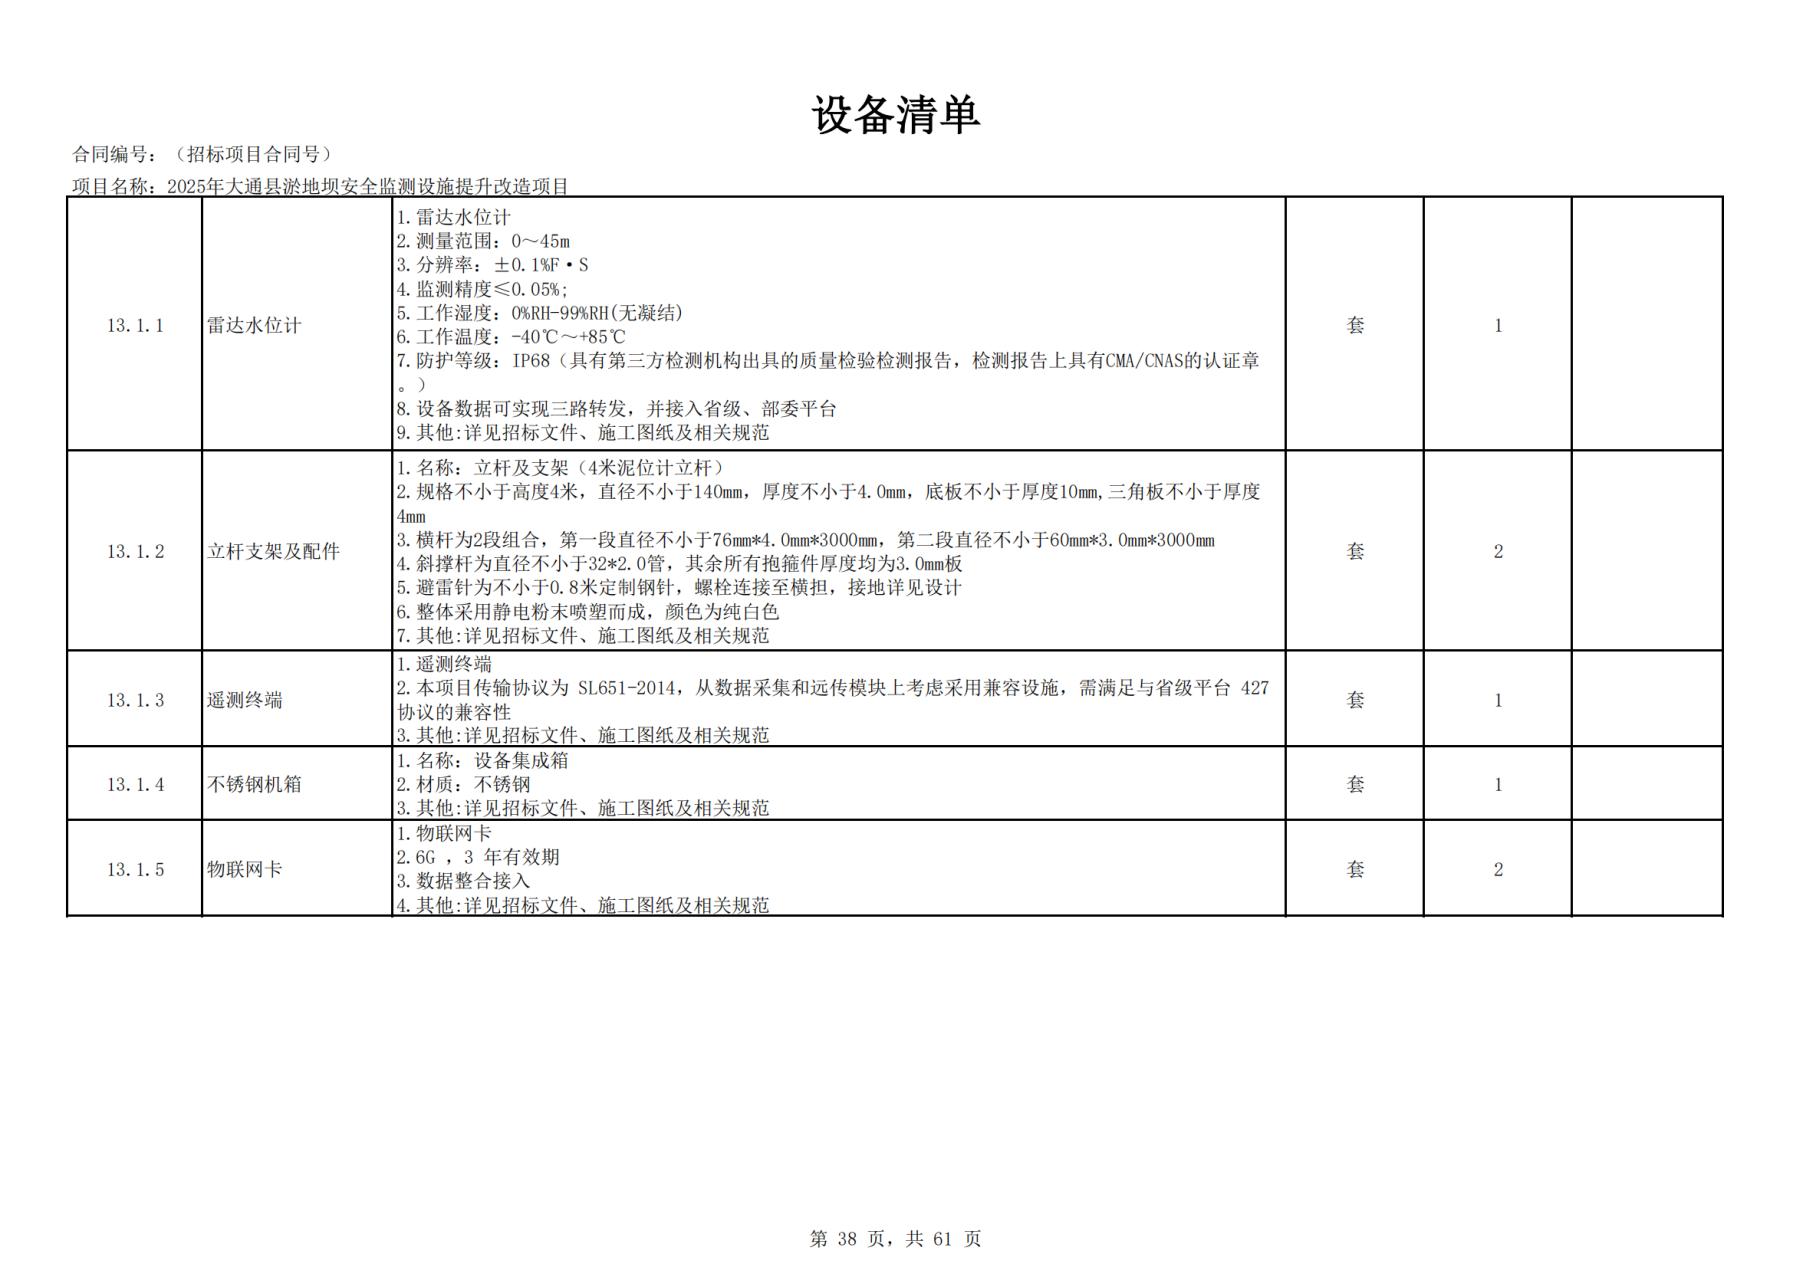 设备清单
合同编号：（招标项目合同号）
项目名称：2025年大通县淤地坝安全监测设施提升改造项目
13.1.1
雷达水位计
1.雷达水位计
2.测量范围：0～45m
3.分辨率：±0.1%F·S
4.监测精度≤0.05%;
5.工作湿度：0%RH-99%RH(无凝结)
6.工作温度：-40℃～+85℃
7.防护等级：IP68（具有第三方检测机构出具的质量检验检测报告，检测报告上具有CMA/CNAS的认证章
。）
8.设备数据可实现三路转发，并接入省级、部委平台
9.其他:详见招标文件、施工图纸及相关规范
套
1
13.1.2
立杆支架及配件
1.名称：立杆及支架（4米泥位计立杆）
2.规格不小于高度4米，直径不小于140mm，厚度不小于4.0mm，底板不小于厚度10mm,三角板不小于厚度
4mm
3.横杆为2段组合，第一段直径不小于76mm*4.0mm*3000mm，第二段直径不小于60mm*3.0mm*3000mm
4.斜撑杆为直径不小于32*2.0管，其余所有抱箍件厚度均为3.0mm板
5.避雷针为不小于0.8米定制钢针，螺栓连接至横担，接地详见设计
6.整体采用静电粉末喷塑而成，颜色为纯白色
7.其他:详见招标文件、施工图纸及相关规范
套
2
13.1.3
遥测终端
1.遥测终端
2.本项目传输协议为 SL651-2014，从数据采集和远传模块上考虑采用兼容设施，需满足与省级平台 427
协议的兼容性
3.其他:详见招标文件、施工图纸及相关规范
套
1
13.1.4
不锈钢机箱
1.名称：设备集成箱
2.材质：不锈钢
3.其他:详见招标文件、施工图纸及相关规范
套
1
13.1.5
物联网卡
1.物联网卡
2.6G ，3 年有效期
3.数据整合接入
4.其他:详见招标文件、施工图纸及相关规范
套
2
第 38 页，共 61 页